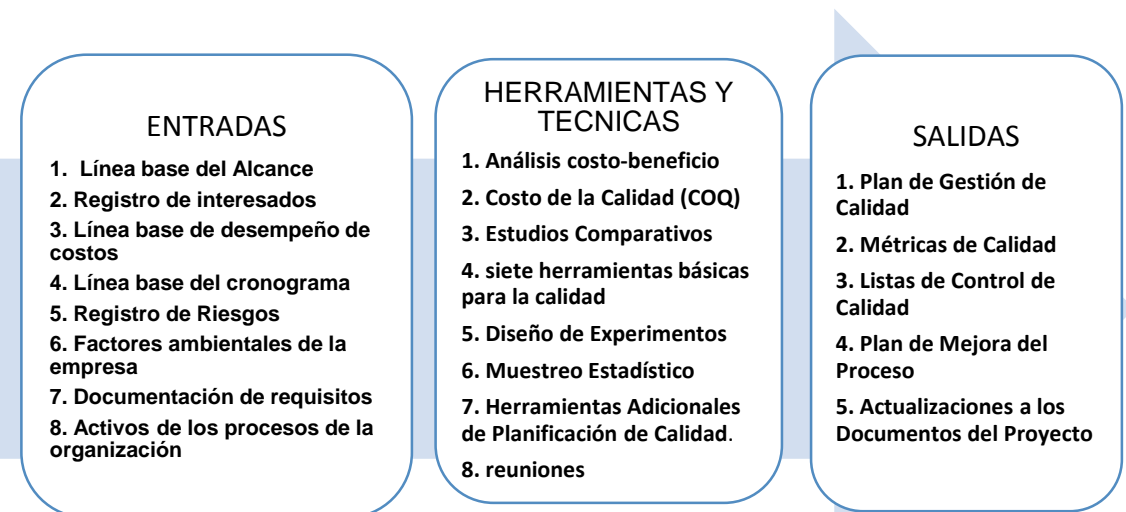 ENTRADAS
1. Línea base del Alcance
2. Registro de interesados
3. Línea base de desempeño de
costos
4. Línea base del cronograma
5. Registro de Riesgos
6. Factores ambientales de la
empresa
7. Documentación de requisitos
8. Activos de los procesos de la
organización
HERRAMIENTAS Y
TECNICAS
1. Análisis costo-beneficio
2. Costo de la Calidad (COQ)
3. Estudios Comparativos
4. siete herramientas básicas
para la calidad
5. Diseño de Experimentos
6. Muestreo Estadístico
7. Herramientas Adicionales
de Planificación de Calidad.
8. reuniones
SALIDAS
1. Plan de Gestión de
Calidad
2. Métricas de Calidad
3. Listas de Control de
Calidad
4. Plan de Mejora del
Proceso
5. Actualizaciones a los
Documentos del Proyecto